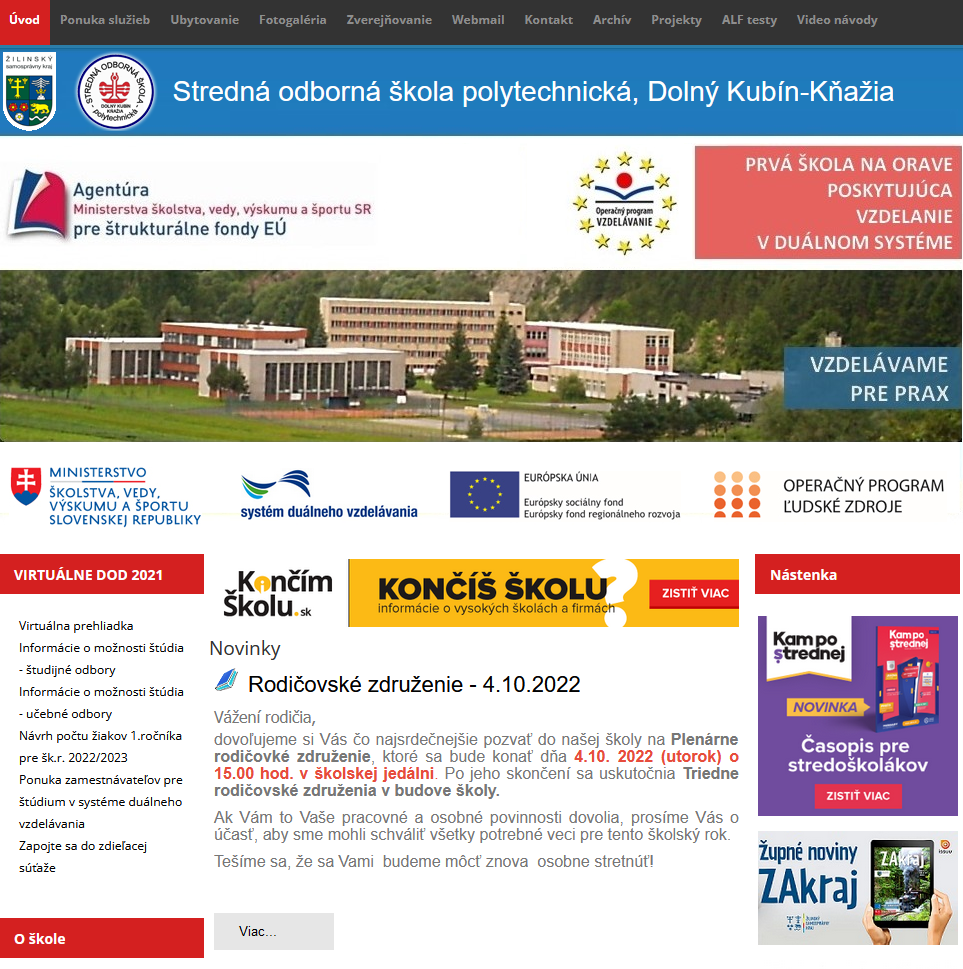 Úvod Ponuka služieb Ubytovanie Fotogaléria Zverejňovanie Webmail Kontakt Archív Projekty ALF testy Video návody
ŽILINSKÝ
samosprávny kraj
STREDNÁ ODBORNÁ ŠKOLA
DOLNÝ KUBÍN
KŇAŽIA
polytechnická
Stredná odborná škola polytechnická, Dolný Kubín-Kňažia
Agentúra
Ministerstva školstva, vedy, výskumu a športu SR
pre štrukturálne fondy EÚ
Operačný program
VZDELÁVANIE
PRVÁ ŠKOLA NA ORAVE
POSKYTUJÚCA
VZDELANIE
V DUÁLNOM SYSTÉME
VZDELÁVAME
PRE PRAX
MINISTERSTVO
ŠKOLSTVA, VEDY,
VÝSKUMU A ŠPORTU
SLOVENSKEJ REPUBLIKY
systém duálneho vzdelávania
EURÓPSKA ÚNIA
Európsky sociálny fond
Európsky fond regionálneho rozvoja
OPERAČNÝ PROGRAM
ĽUDSKÉ ZDROJE
VIRTUÁLNE DOD 2021
Virtuálna prehliadka
Informácie o možnosti štúdia
- študijné odbory
Informácie o možnosti štúdia
- učebné odbory
Návrh počtu žiakov 1.ročníka
pre šk.r. 2022/2023
Ponuka zamestnávateľov pre
štúdium v systéme duálneho
vzdelávania
Zapojte sa do zdieľacej
súťaže
O škole
Končím
Školu.sk
KONČÍŠ ŠKOLU?
informácie o vysokých školách a firmách
ZISTIŤ VIAC
Novinky
Rodičovské združenie - 4.10.2022
Vážení rodičia,
dovoľujeme si Vás čo najsrdečnejšie pozvať do našej školy na Plenárne
rodičovké združenie, ktoré sa bude konať dňa 4.10. 2022 (utorok) o
15.00 hod. v školskej jedálni. Po jeho skončení sa uskutočnia Triedne
rodičovské združenia v budove školy.
Ak Vám to Vaše pracovné a osobné povinnosti dovolia, prosíme Vás o
účasť, aby sme mohli schváliť všetky potrebné veci pre tento školský rok.
Tešíme sa, že sa Vami budeme môcť znova osobne stretnúť!
Viac...
Nástenka
Kam po
strednej
Kam po
strednej
NOVINKA
Časopis pre
stredoškolákov
ZISTIŤ VIAC
Župné noviny
ZAkraj
ZAkraj
issuu
ŽILINSKÝ
SAMOSPRÁVNY
KRAJ